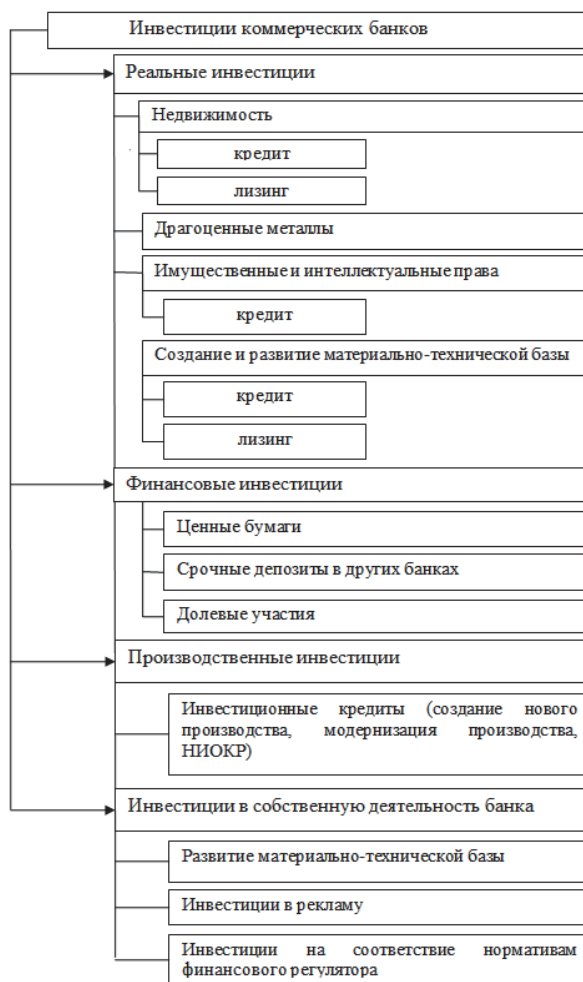 Инвестиции коммерческих банков
Реальные инвестиции
Недвижимость
кредит
лизинг
Драгоценные металлы
Имущественные и интеллектуальные права
кредит
Создание и развитие материально-технической базы
кредит
лизинг
Финансовые инвестиции
Ценные бумаги
Срочные депозиты в других банках
Долевые участия
Производственные инвестиции
Инвестиционные кредиты (создание нового
производства, модернизация производства,
НИОКР)
Инвестиции в собственную деятельность банка
Развитие материально-технической базы
Инвестиции в рекламу
Инвестиции на соответствие нормативам
финансового регулятора